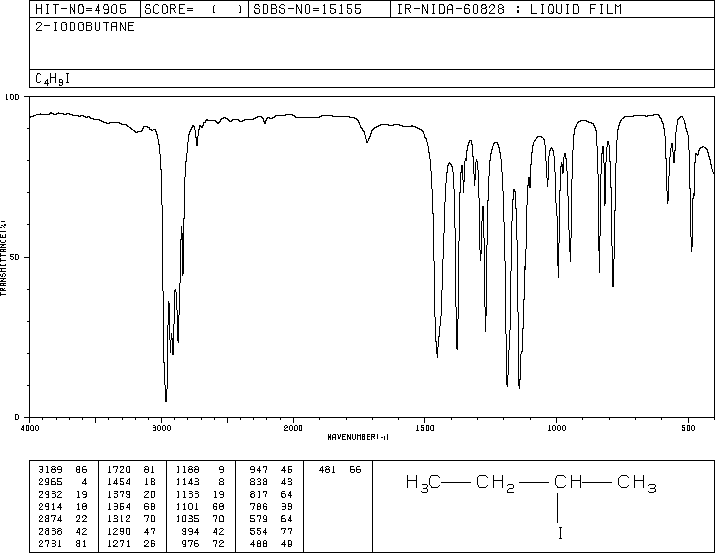 HIT-NO=4905 SCORE= ( ) SDBS-NO=15155 IR-NIDA-60828 : LIQUID FILM
2-IODOBUTANE
C4H9I
100
50
0
TRANSMITTANCE(%)
4000 3000 2000 1500 1000 500
WAVENUMBER(-1)
3189 86 1720 81 1188 9 947 46 481 66
2965 4 1454 18 1143 8 838 43
2932 19 1379 20 1133 19 817 64
2914 18 1354 68 1101 68 786 39
2874 22 1312 70 1035 70 579 64
2838 42 1290 47 994 42 554 77
2731 81 1271 26 976 72 488 49
H3C CH2 CH CH3
I